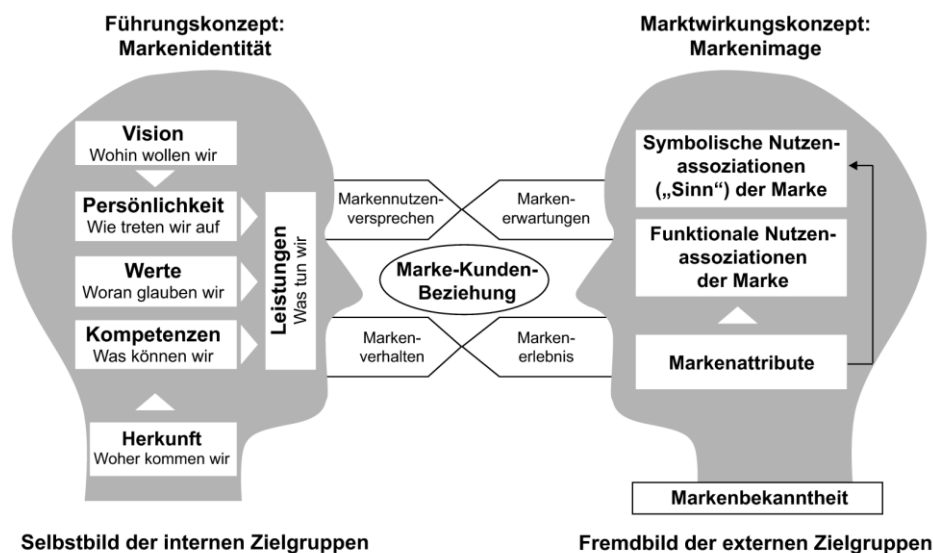 Führungskonzept:
Markenidentität
Vision
Wohin wollen wir
Persönlichkeit
Wie treten wir auf
Werte
Woran glauben wir
Kompetenzen
Was können wir
Herkunft
Woher kommen wir
Leistungen
Was tun wir
Markennutzen-
versprechen
Marken-
erwartungen
Marke-Kunden-
Beziehung
Marken-
verhalten
Marken-
erlebnis
Marktwirkungskonzept:
Markenimage
Symbolische Nutzen-
assoziationen
(„Sinn“) der Marke
Funktionale Nutzen-
assoziationen
der Marke
Markenattribute
Markenbekanntheit
Selbstbild der internen Zielgruppen
Fremdbild der externen Zielgruppen